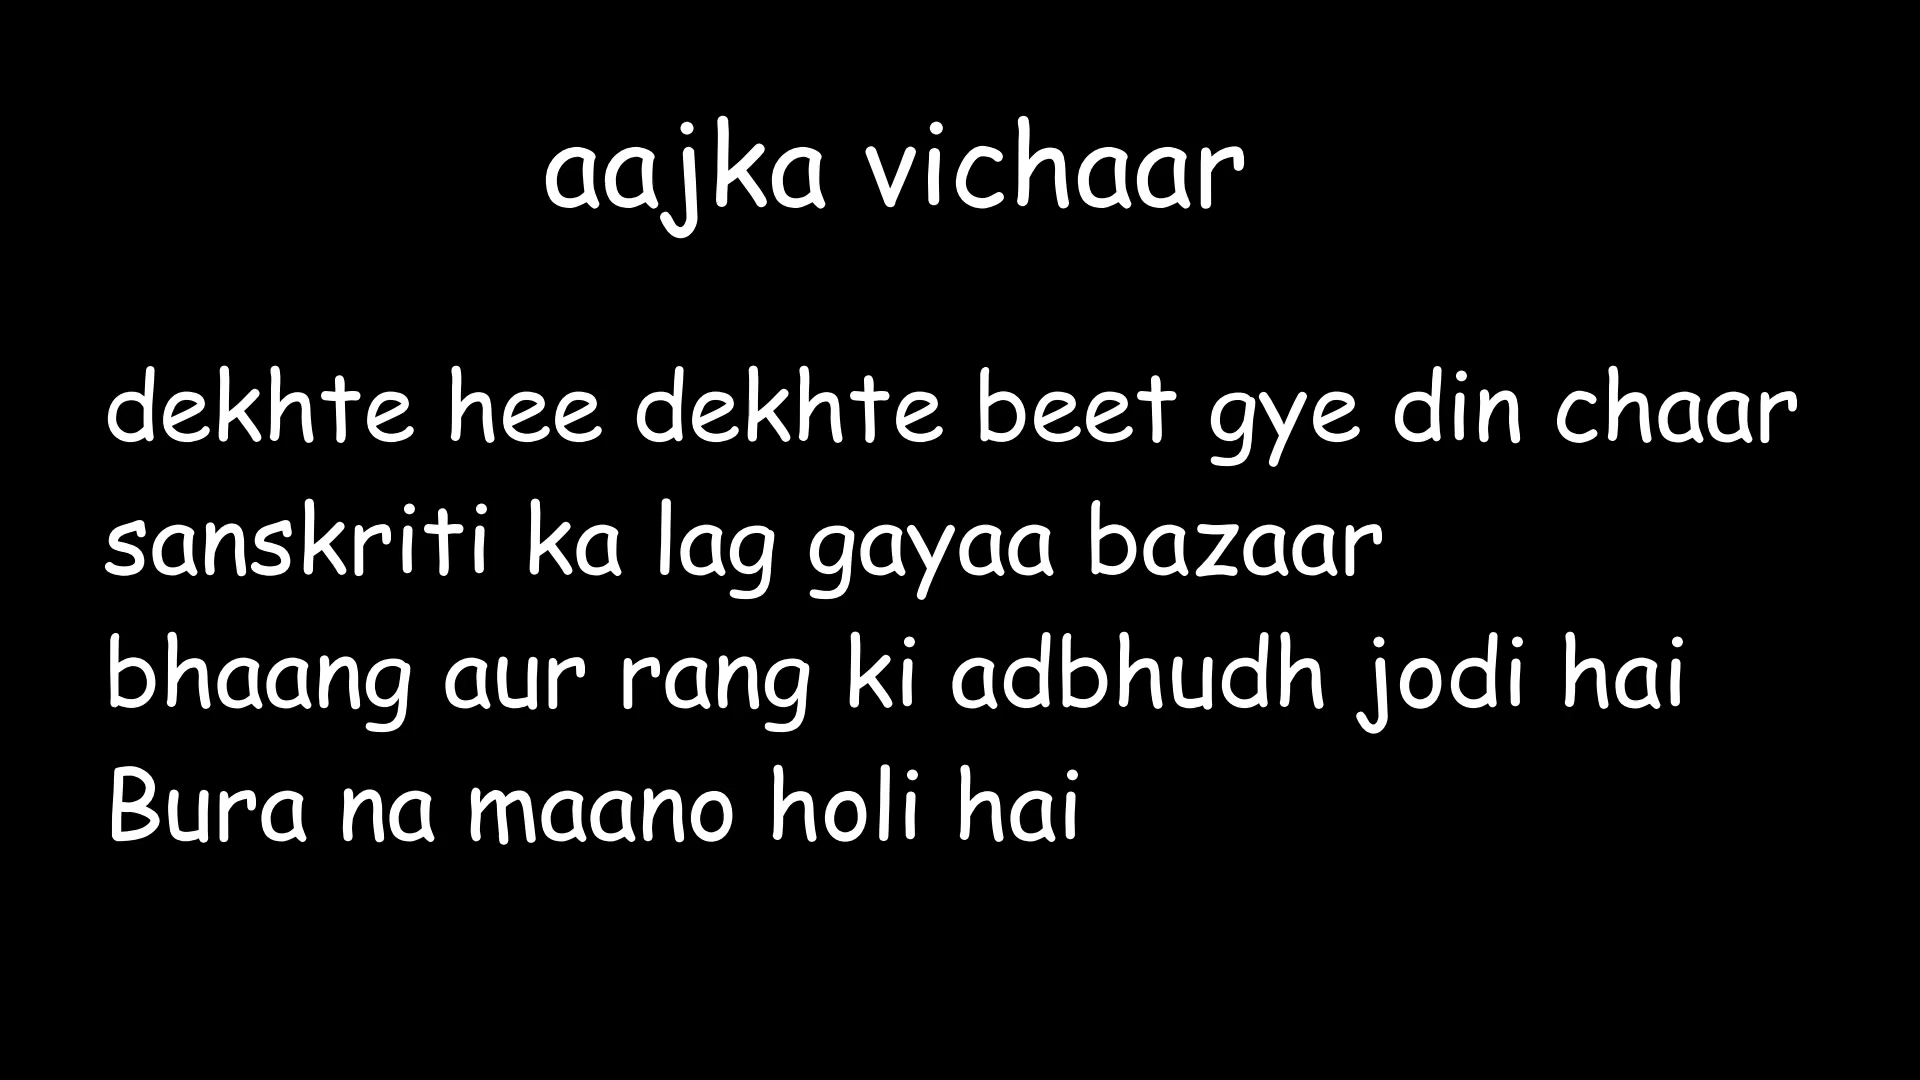 aajka vichaar
dekhte hee dekhte beet gye din chaar
sanskriti ka lag gayaa bazaar
bhaang aur rang ki adbhudh jodi hai
Bura na maano holi hai